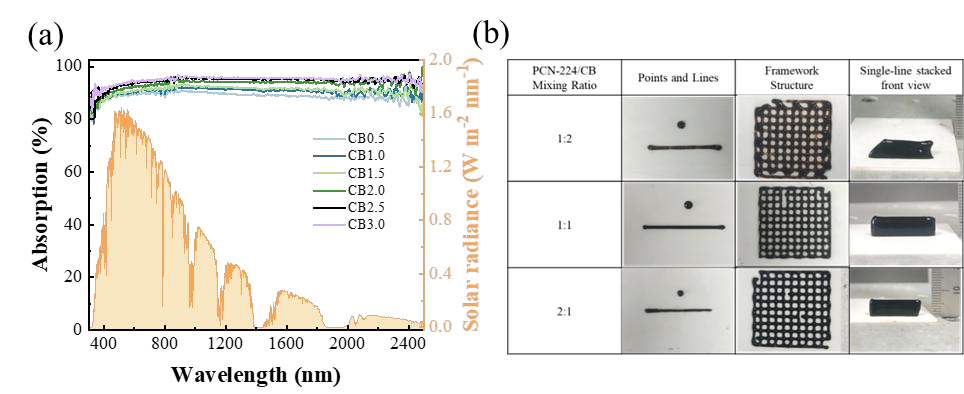 (a)
(b)
100
80
60
40
20
0
Absorption (%)
400
800
1200
1600
2000
2400
Wavelength (nm)
2.0
1.6
1.2
0.8
0.4
0.0
Solar radiance (W m⁻² nm⁻¹)
CB0.5
CB1.0
CB1.5
CB2.0
CB2.5
CB3.0
PCN-224/CB
Mixing Ratio
Points and Lines
Framework
Structure
Single-line stacked
front view
1:2
1:1
2:1